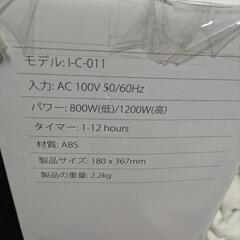 モデル: I-C-011
入力: AC 100V 50/60Hz
パワー: 800W(低)/1200W(高)
タイマー: 1-12 hours
材質: ABS
製品サイズ: 180 x 367mm
製品の重量: 2.2kg